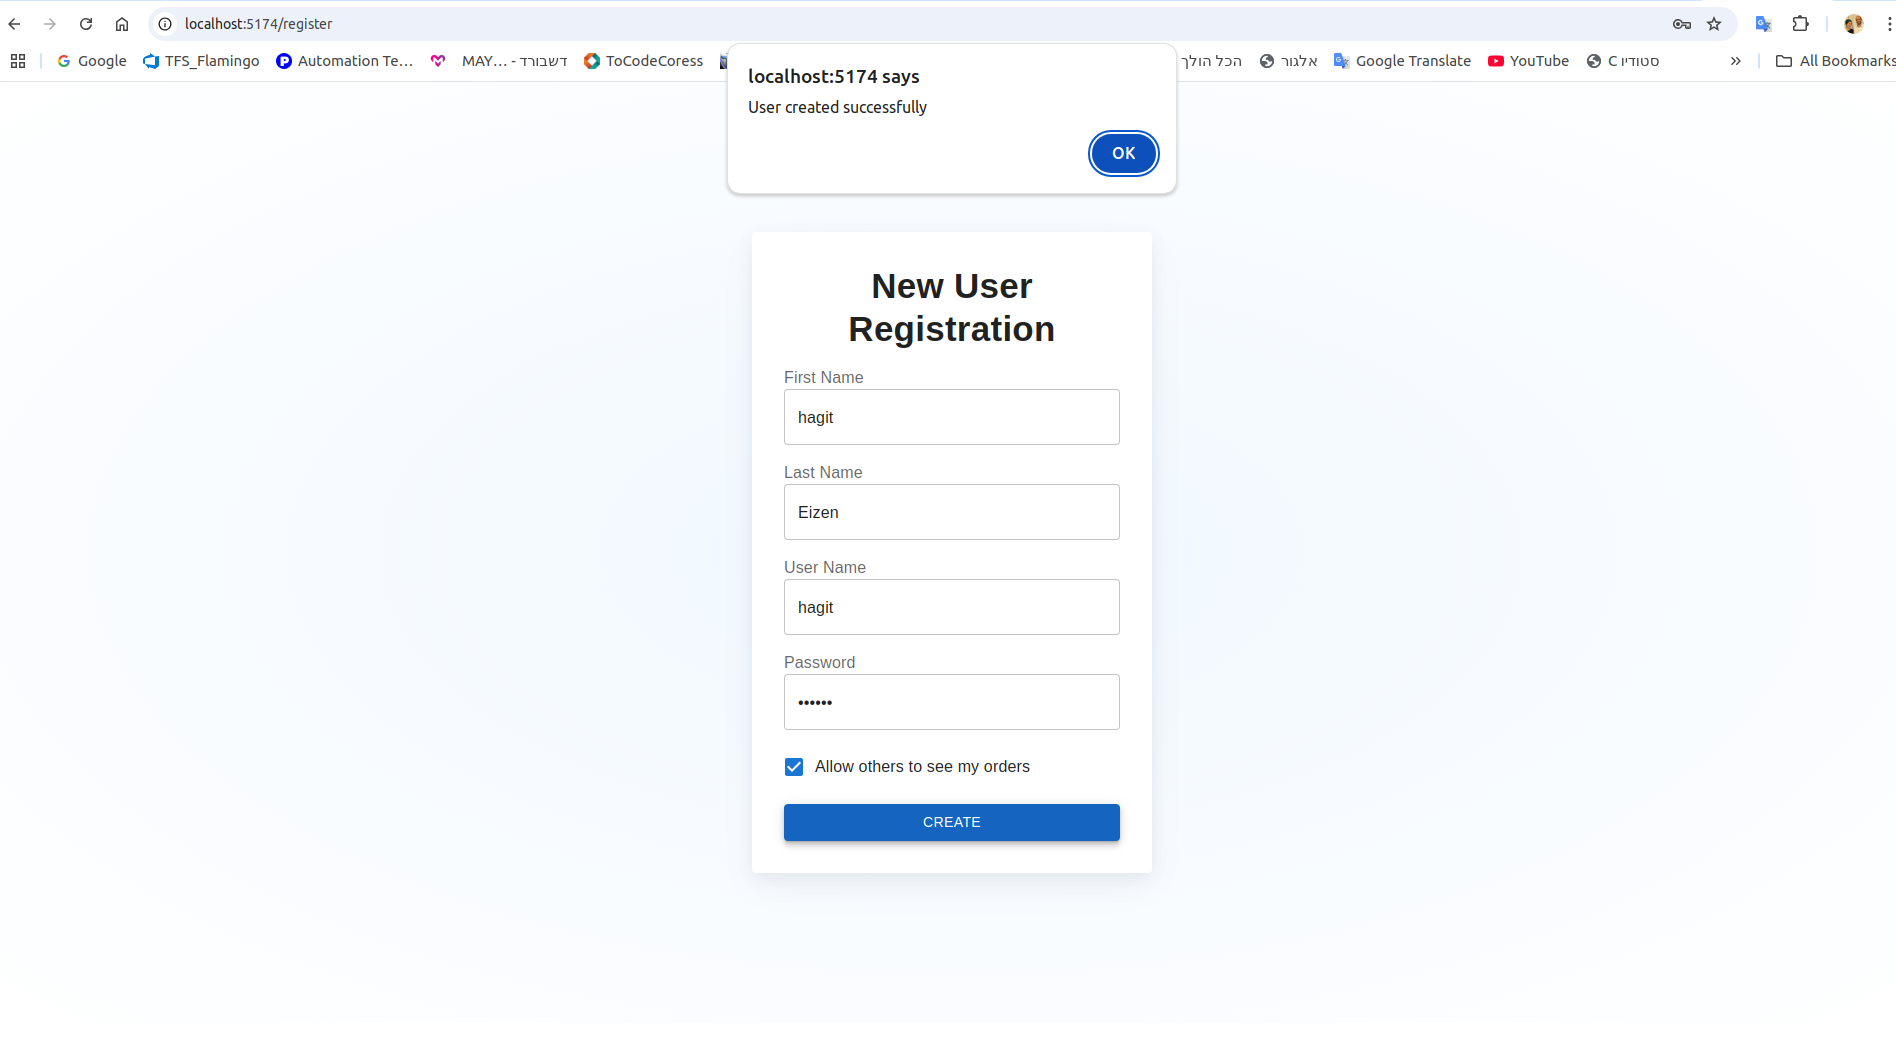 localhost:5174/register
Google TFS_Flamingo Automation Te... MAY... - דשבורד ToCodeCoress הכל הולך אלגור Google Translate YouTube סטודיו C » All Bookmarks
localhost:5174 says
User created successfully
OK
New User
Registration
First Name
hagit
Last Name
Eizen
User Name
hagit
Password
••••••
Allow others to see my orders
CREATE